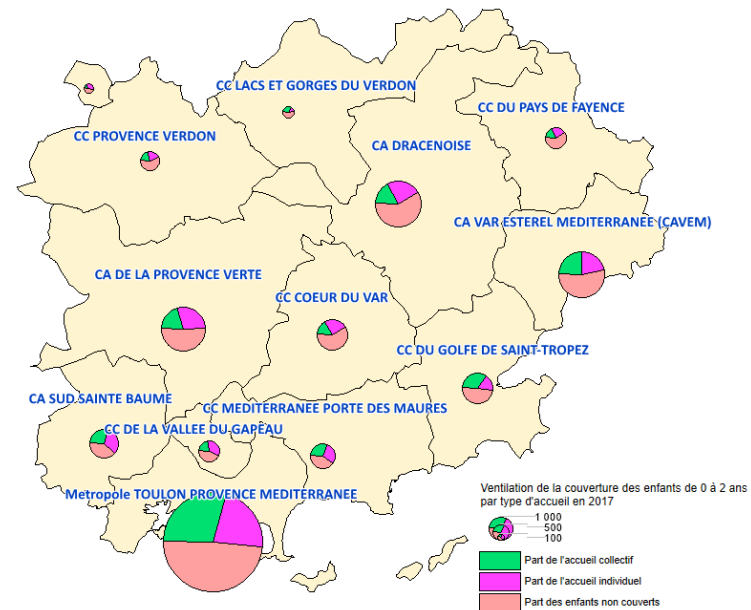 CC LACS ET GORGES DU VERDON
CC DU PAYS DE FAYENCE
CC PROVENCE VERDON
CA DRACENOISE
CA VAR ESTEREL MEDITERRANEE (CAVEM)
CA DE LA PROVENCE VERTE
CC COEUR DU VAR
CC DU GOLFE DE SAINT-TROPEZ
CA SUD SAINTE BAUME
CC MEDITERRANEE PORTE DES MAURES
CC DE LA VALLEE DU GAPEAU
Metropole TOULON PROVENCE MEDITERRANEE
Ventilation de la couverture des enfants de 0 à 2 ans
par type d'accueil en 2017
1 000
500
100
Part de l'accueil collectif
Part de l'accueil individuel
Part des enfants non couverts